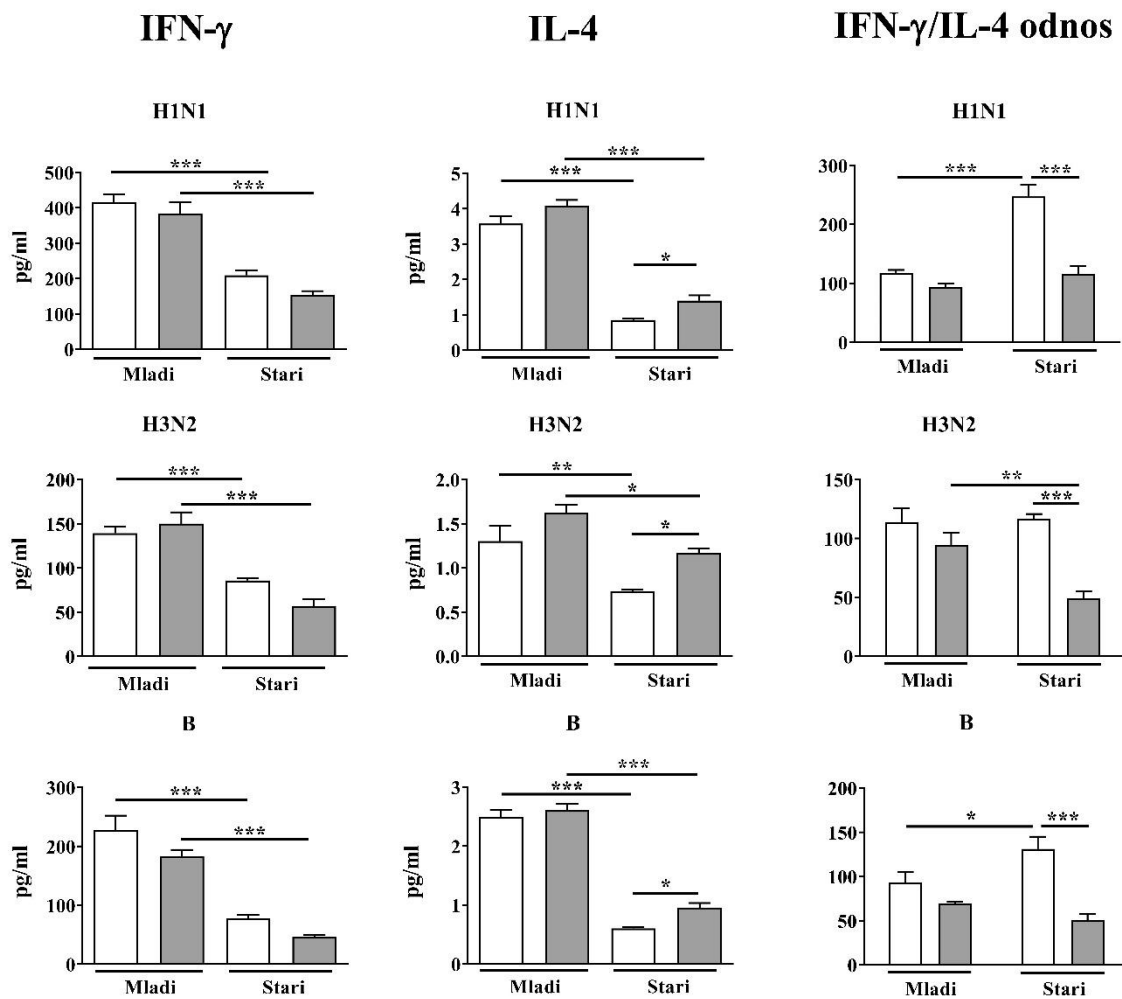 IFN-γ IL-4 IFN-γ/IL-4 odnos
H1N1 H1N1 H1N1
*** *** *** *** * *** ***
pg/ml 500 400 300 200 100 0
pg/ml 5 4 3 2 1 0
300 200 100 0
Mladi Stari Mladi Stari Mladi Stari
H3N2 H3N2 H3N2
*** *** ** * * ** ***
pg/ml 200 150 100 50 0
pg/ml 2.0 1.5 1.0 0.5 0.0
150 100 50 0
Mladi Stari Mladi Stari Mladi Stari
B B B
*** *** *** *** * * ***
pg/ml 300 200 100 0
pg/ml 3 2 1 0
200 150 100 50 0
Mladi Stari Mladi Stari Mladi Stari